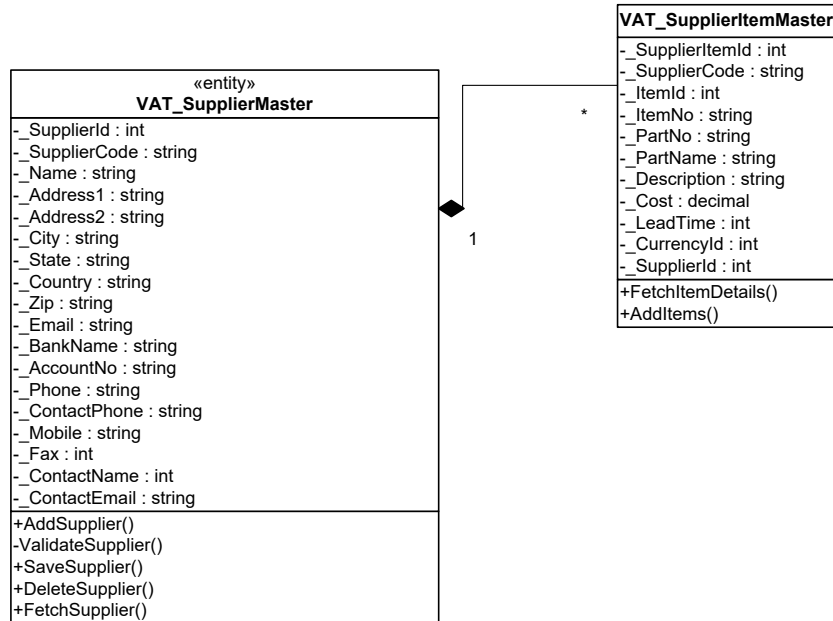 «entity»
VAT_SupplierMaster
-_SupplierId : int
-_SupplierCode : string
-_Name : string
-_Address1 : string
-_Address2 : string
-_City : string
-_State : string
-_Country : string
-_Zip : string
-_Email : string
-_BankName : string
-_AccountNo : string
-_Phone : string
-_ContactPhone : string
-_Mobile : string
-_Fax : int
-_ContactName : int
-_ContactEmail : string
+AddSupplier()
-ValidateSupplier()
+SaveSupplier()
+DeleteSupplier()
+FetchSupplier()
1
*
VAT_SupplierItemMaster
-_SupplierItemId : int
-_SupplierCode : string
-_ItemId : int
-_ItemNo : string
-_PartNo : string
-_PartName : string
-_Description : string
-_Cost : decimal
-_LeadTime : int
-_CurrencyId : int
-_SupplierId : int
+FetchItemDetails()
+AddItems()